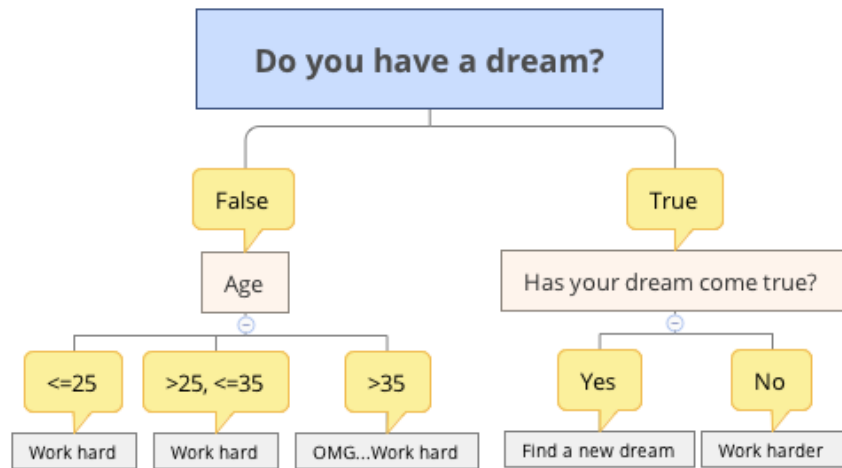 Do you have a dream?
False
True
Age
Has your dream come true?
<=25
>25, <=35
>35
Yes
No
Work hard
Work hard
OMG...Work hard
Find a new dream
Work harder